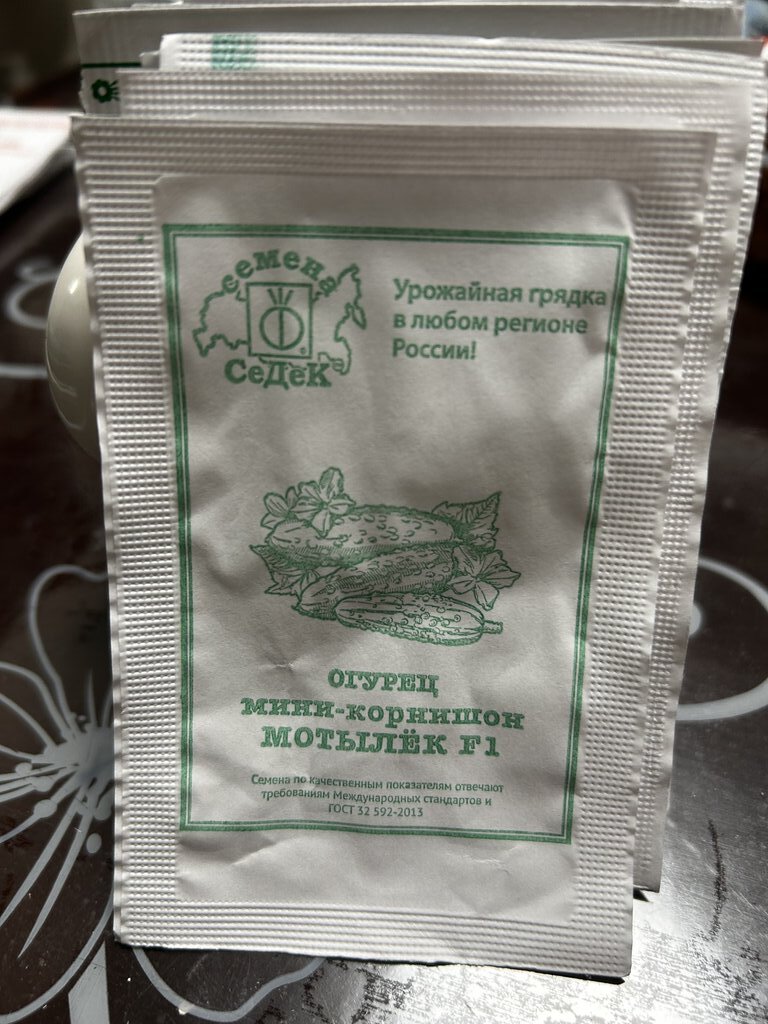 семена
СеДеК
Урожайная грядка
в любом регионе
России!
ОГУРЕЦ
мини-корнишон
МОТЫЛЁК F1
Семена по качественным показателям отвечают
требованиям Международных стандартов и
ГОСТ 32 592-2013